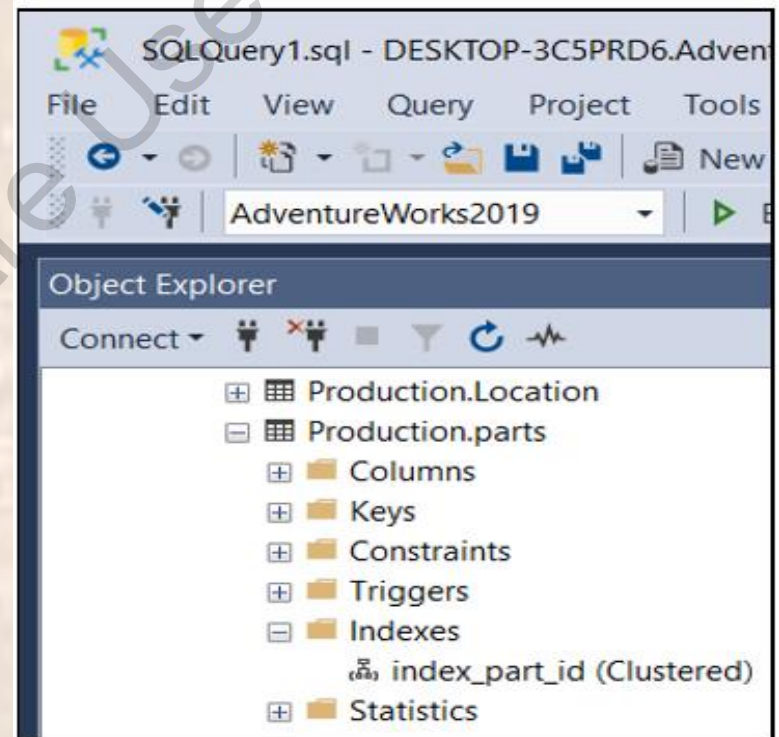 SQLQuery1.sql - DESKTOP-3C5PRD6.Advent
File Edit View Query Project Tools
New
AdventureWorks2019
Object Explorer
Connect
Production.Location
Production.parts
Columns
Keys
Constraints
Triggers
Indexes
index_part_id (Clustered)
Statistics